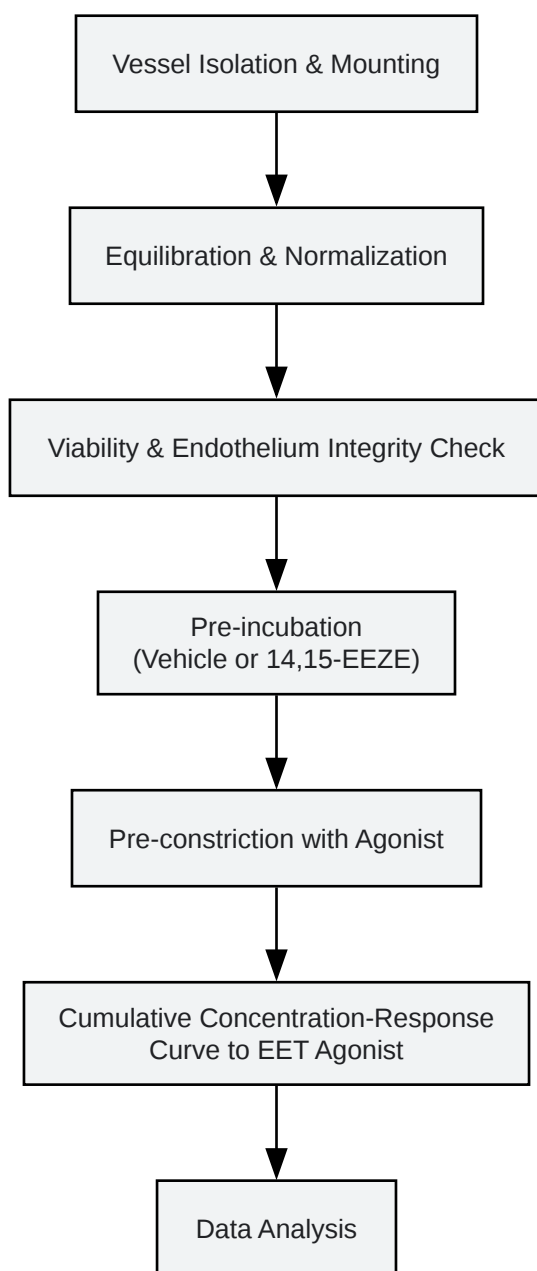 Vessel Isolation & Mounting
Equilibration & Normalization
Viability & Endothelium Integrity Check
Pre-incubation
(Vehicle or 14,15-EEZE)
Pre-constriction with Agonist
Cumulative Concentration-Response
Curve to EET Agonist
Data Analysis